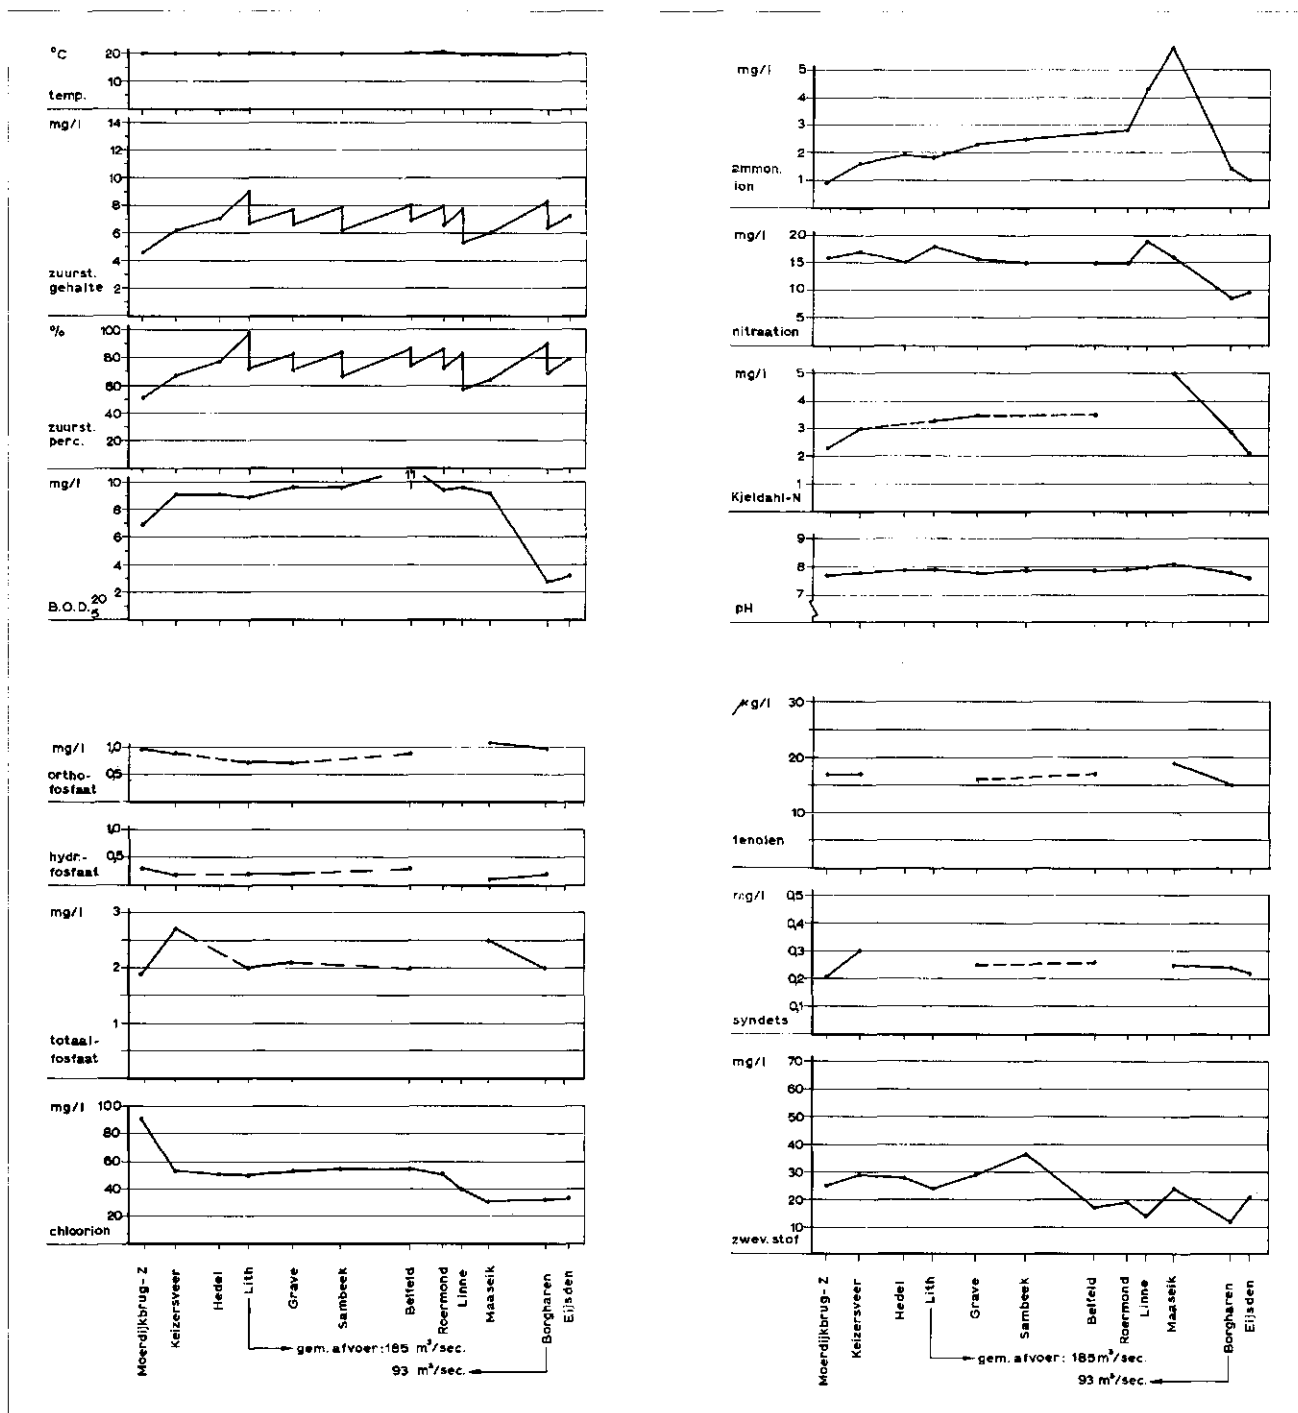 °C
20
10
temp.
mg/l
14
12
10
8
6
4
2
zuurst.
gehalte
%
100
80
60
40
20
zuurst.
perc.
mg/l
10
8
6
4
2
11
B.O.D. 20
5
mg/l
1,0
0,5
ortho-
fosfaat
1,0
0,5
hydr.-
fosfaat
mg/l
3
2
1
totaal-
fosfaat
mg/l
100
80
60
40
20
chloorion
Moerdijkbrug-Z
Keizersveer
Hedel
Lith
Grave
Sambeek
Belfeld
Roermond
Linne
Maaseik
Borgharen
Eijsden
gem. afvoer: 185 m³/sec.
93 m³/sec.
mg/l
5
4
3
2
1
ammon.
ion
mg/l
20
15
10
5
nitraation
mg/l
5
4
3
2
1
Kjeldahl-N
9
8
7
pH
µg/l
30
20
10
fenolen
mg/l
0,5
0,4
0,3
0,2
0,1
syndets
mg/l
70
60
50
40
30
20
10
zwev. stof
Moerdijkbrug-Z
Keizersveer
Hedel
Lith
Grave
Sambeek
Belfeld
Roermond
Linne
Maaseik
Borgharen
Eijsden
gem. afvoer: 185 m³/sec.
93 m³/sec.